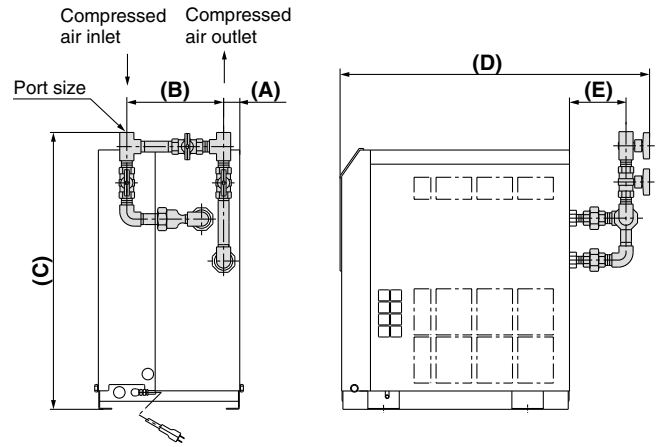 Compressed
air inlet
Compressed
air outlet
Port size
(B)
(A)
(C)
(D)
(E)